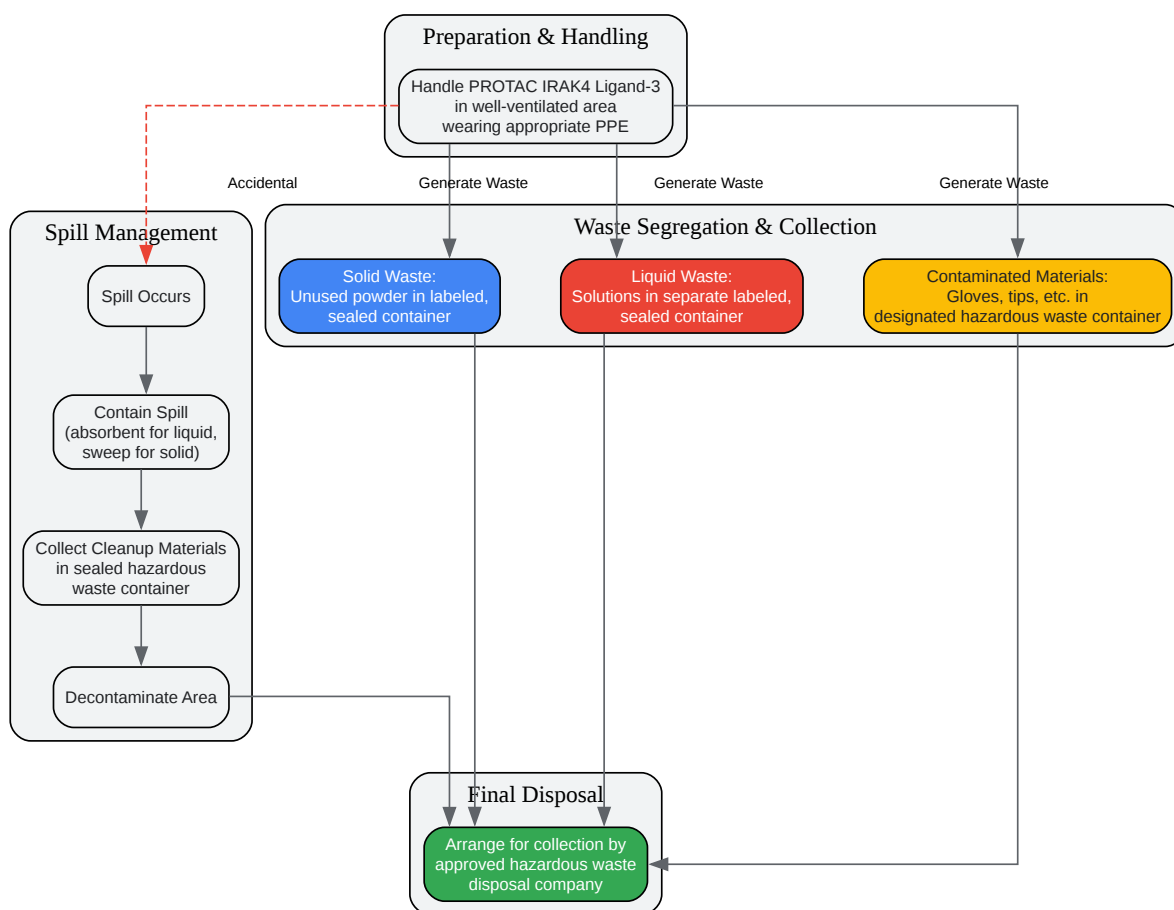 Preparation & Handling
Handle PROTAC IRAK4 Ligand-3
in well-ventilated area
wearing appropriate PPE
Accidental
Generate Waste
Generate Waste
Generate Waste
Spill Management
Spill Occurs
Contain Spill
(absorbent for liquid,
sweep for solid)
Collect Cleanup Materials
in sealed hazardous
waste container
Decontaminate Area
Waste Segregation & Collection
Solid Waste:
Unused powder in labeled,
sealed container
Liquid Waste:
Solutions in separate labeled,
sealed container
Contaminated Materials:
Gloves, tips, etc. in
designated hazardous waste container
Final Disposal
Arrange for collection by
approved hazardous waste
disposal company